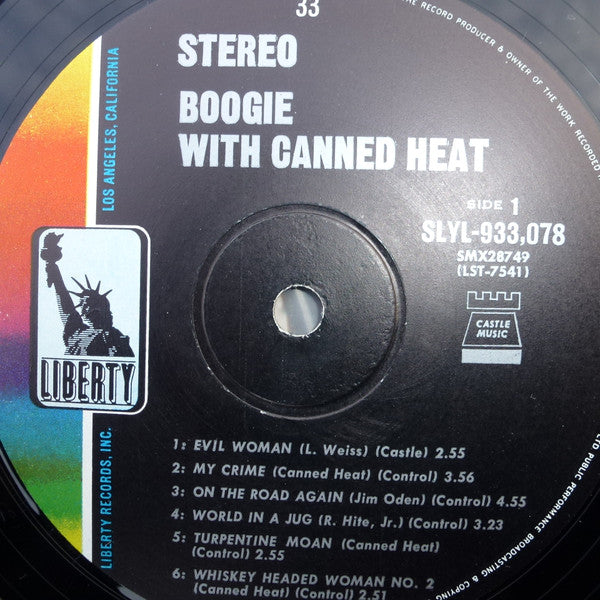 33
THE RECORD PRODUCER & OWNER OF THE WORK RECORDED
STEREO
BOOGIE
WITH CANNED HEAT
LOS ANGELES, CALIFORNIA
SIDE 1
SLYL-933,078
SMX28749
(LST-7541)
CASTLE
MUSIC
LIBERTY
LIBERTY RECORDS, INC.
1: EVIL WOMAN (L. Weiss) (Castle) 2.55
2: MY CRIME (Canned Heat) (Control) 3.56
3: ON THE ROAD AGAIN (Jim Oden) (Control) 4.55
4: WORLD IN A JUG (R. Hite, Jr.) (Control) 3.23
5: TURPENTINE MOAN (Canned Heat)
(Control) 2.55
6: WHISKEY HEADED WOMAN NO. 2
(Canned Heat) (Control) 2.51
LTD PUBLIC PERFORMANCE
BROADCASTING & COPYING